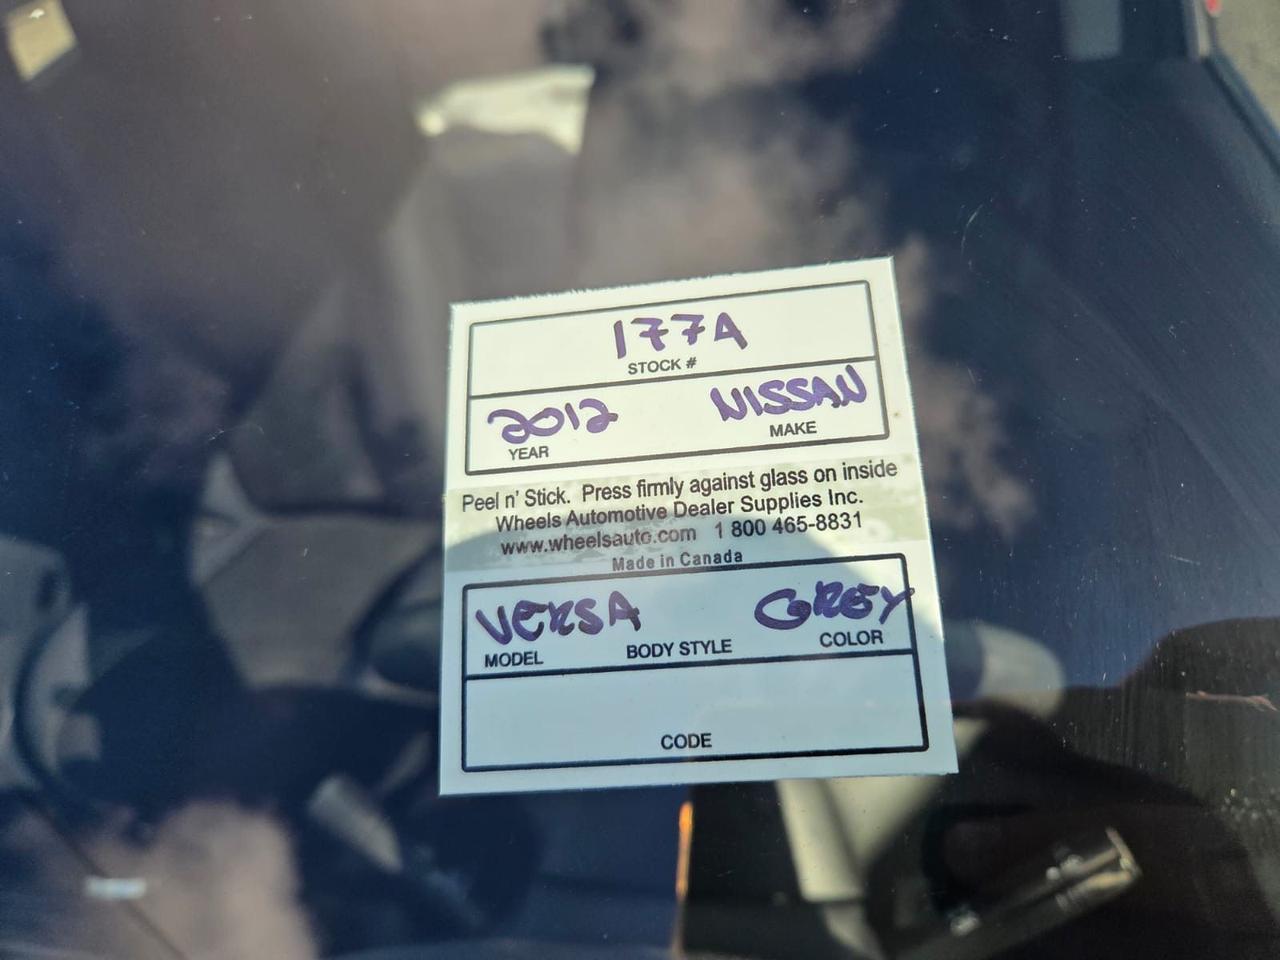 177A
STOCK #
2012 NISSAN
YEAR MAKE
Peel n' Stick. Press firmly against glass on inside
Wheels Automotive Dealer Supplies Inc.
www.wheelsauto.com 1 800 465-8831
Made in Canada
VERSA GREY
MODEL BODY STYLE COLOR
CODE